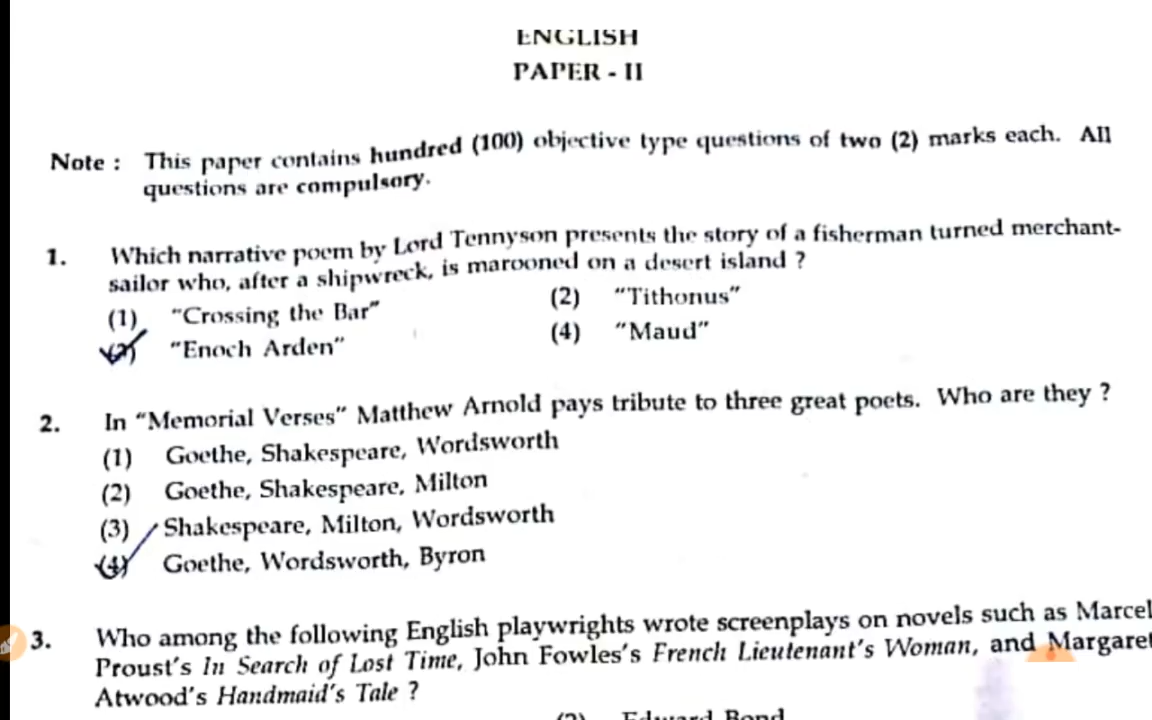 ENGLISH
PAPER - II
Note : This paper contains hundred (100) objective type questions of two (2) marks each. All
questions are compulsory.
1. Which narrative poem by Lord Tennyson presents the story of a fisherman turned merchant-
sailor who, after a shipwreck, is marooned on a desert island ?
(1) "Crossing the Bar" (2) "Tithonus"
(3) "Enoch Arden" (4) "Maud"
2. In "Memorial Verses" Matthew Arnold pays tribute to three great poets. Who are they ?
(1) Goethe, Shakespeare, Wordsworth
(2) Goethe, Shakespeare, Milton
(3) Shakespeare, Milton, Wordsworth
(4) Goethe, Wordsworth, Byron
3. Who among the following English playwrights wrote screenplays on novels such as Marcel
Proust's In Search of Lost Time, John Fowles's French Lieutenant's Woman, and Margaret
Atwood's Handmaid's Tale ?
(2) Edward Bond